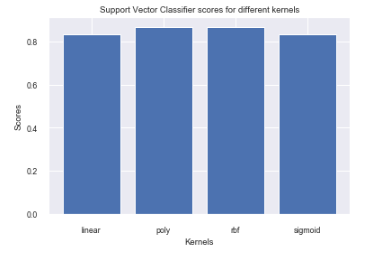 Support Vector Classifier scores for different kernels
Scores
0.8
0.6
0.4
0.2
0.0
linear poly rbf sigmoid
Kernels